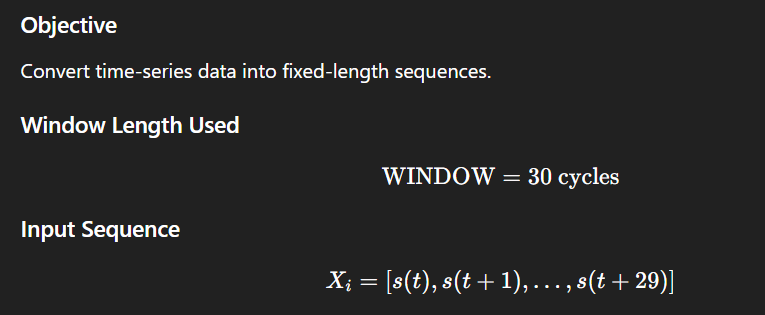 Objective
Convert time-series data into fixed-length sequences.
Window Length Used
WINDOW = 30 cycles
Input Sequence
Xᵢ = [s(t), s(t + 1), . . . , s(t + 29)]